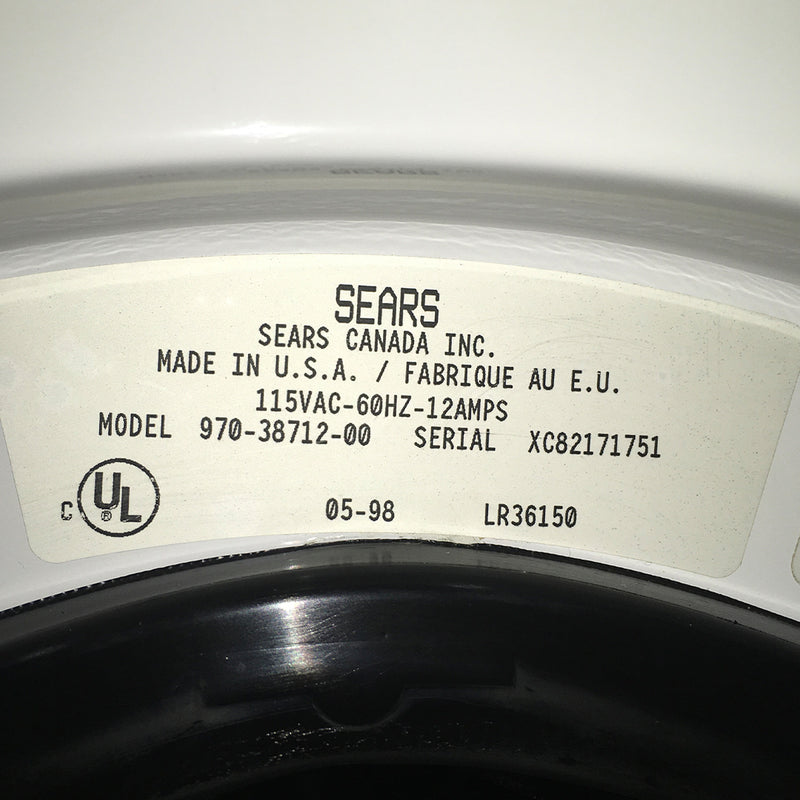 SEARS
SEARS CANADA INC.
MADE IN U.S.A. / FABRIQUE AU E.U.
115VAC-60HZ-12AMPS
MODEL 970-38712-00 SERIAL XC82171751
C UL ® 05-98 LR36150